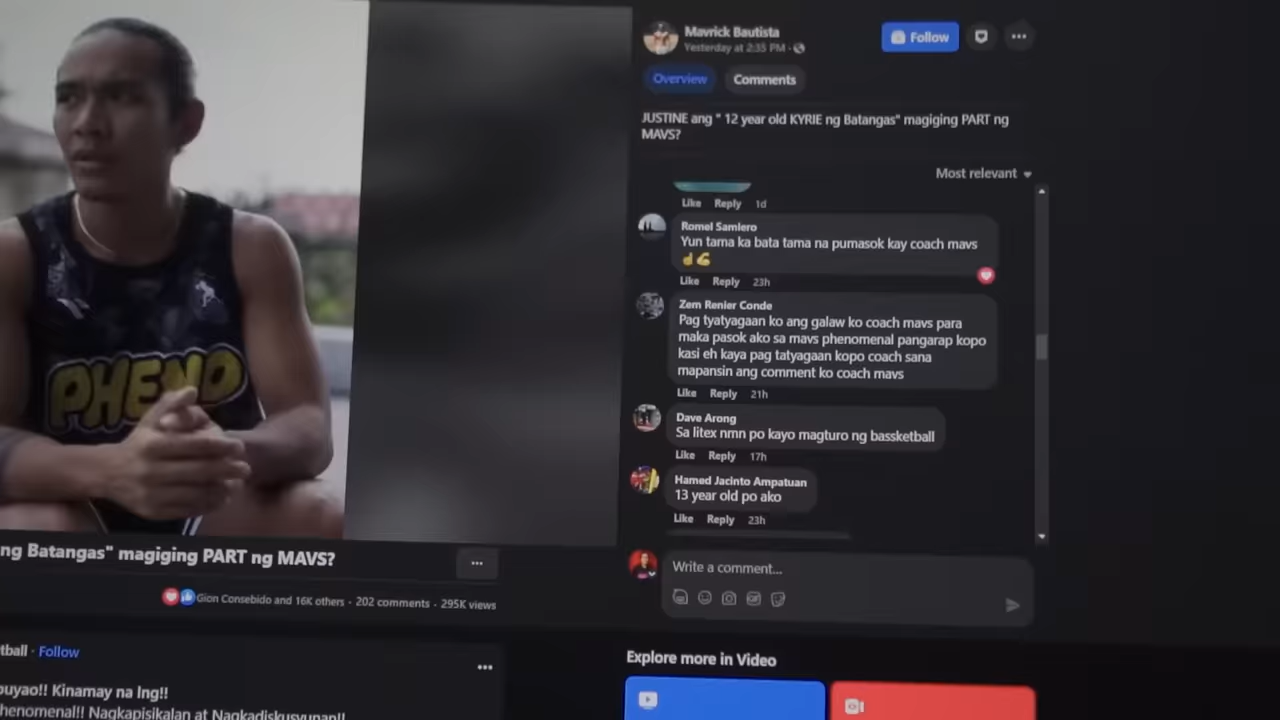 PHENO
Mavrick Bautista
Yesterday at 2:35 PM ·
Follow
Overview
Comments
JUSTINE ang " 12 year old KYRIE ng Batangas" magiging PART ng
MAVS?
Most relevant
Like Reply 1d
Romel Samlero
Yun tama ka bata tama na pumasok kay coach mavs
☝💪
Like Reply 23h
Zem Renier Conde
Pag tyatyagaan ko ang galaw ko coach mavs para
maka pasok ako sa mavs phenomenal pangarap kopo
kasi eh kaya pag tatyagaan kopo coach sana
mapansin ang comment ko coach mavs
Like Reply 21h
Dave Arong
Sa litex nmn po kayo magturo ng bassketball
Like Reply 17h
Hamed Jacinto Ampatuan
13 year old po ako
Like Reply 23h
Write a comment...
GIF
ng Batangas" magiging PART ng MAVS?
Gion Consebido and 16K others · 202 comments · 295K views
tball · Follow
ouyao!! Kinamay na lng!!
henomenal!! Nagkapisikalan at Nagkadiskusyunan!!
Explore more in Video